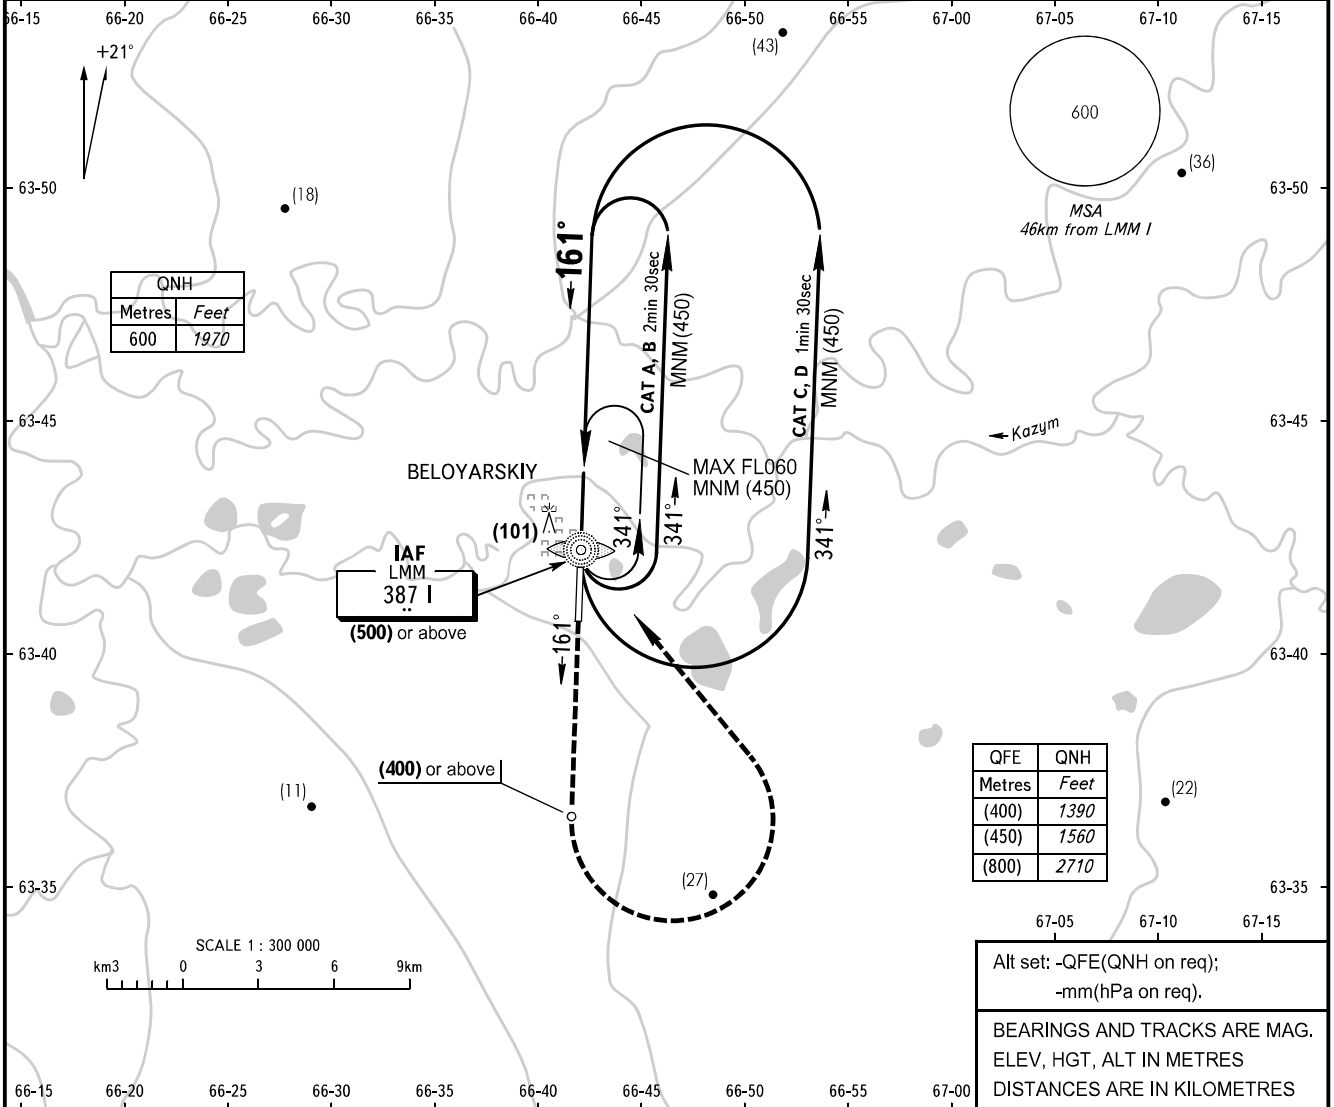 66-15 66-20 66-25 66-30 66-35 66-40 66-45 66-50 66-55 67-00 67-05 67-10 67-15
+21°
(43)
600
(36)
MSA
46km from LMM I
63-50
63-50
(18)
161°
QNH
Metres Feet
600 1970
CAT A, B 2min 30sec
MNM (450)
CAT C, D 1min 30sec
MNM (450)
63-45
63-45
Kazym
BELOYARSKIY
MAX FL060
MNM (450)
(101)
341°
341°
341°
IAF
LMM
387 I
(500) or above
161°
63-40
63-40
(400) or above
(11)
(22)
QFE QNH
Metres Feet
(400) 1390
(450) 1560
(800) 2710
(27)
63-35
63-35
67-05 67-10 67-15
SCALE 1 : 300 000
km3 0 3 6 9km
Alt set: -QFE(QNH on req);
-mm(hPa on req).
BEARINGS AND TRACKS ARE MAG.
ELEV, HGT, ALT IN METRES
DISTANCES ARE IN KILOMETRES
66-15 66-20 66-25 66-30 66-35 66-40 66-45 66-50 66-55 67-00